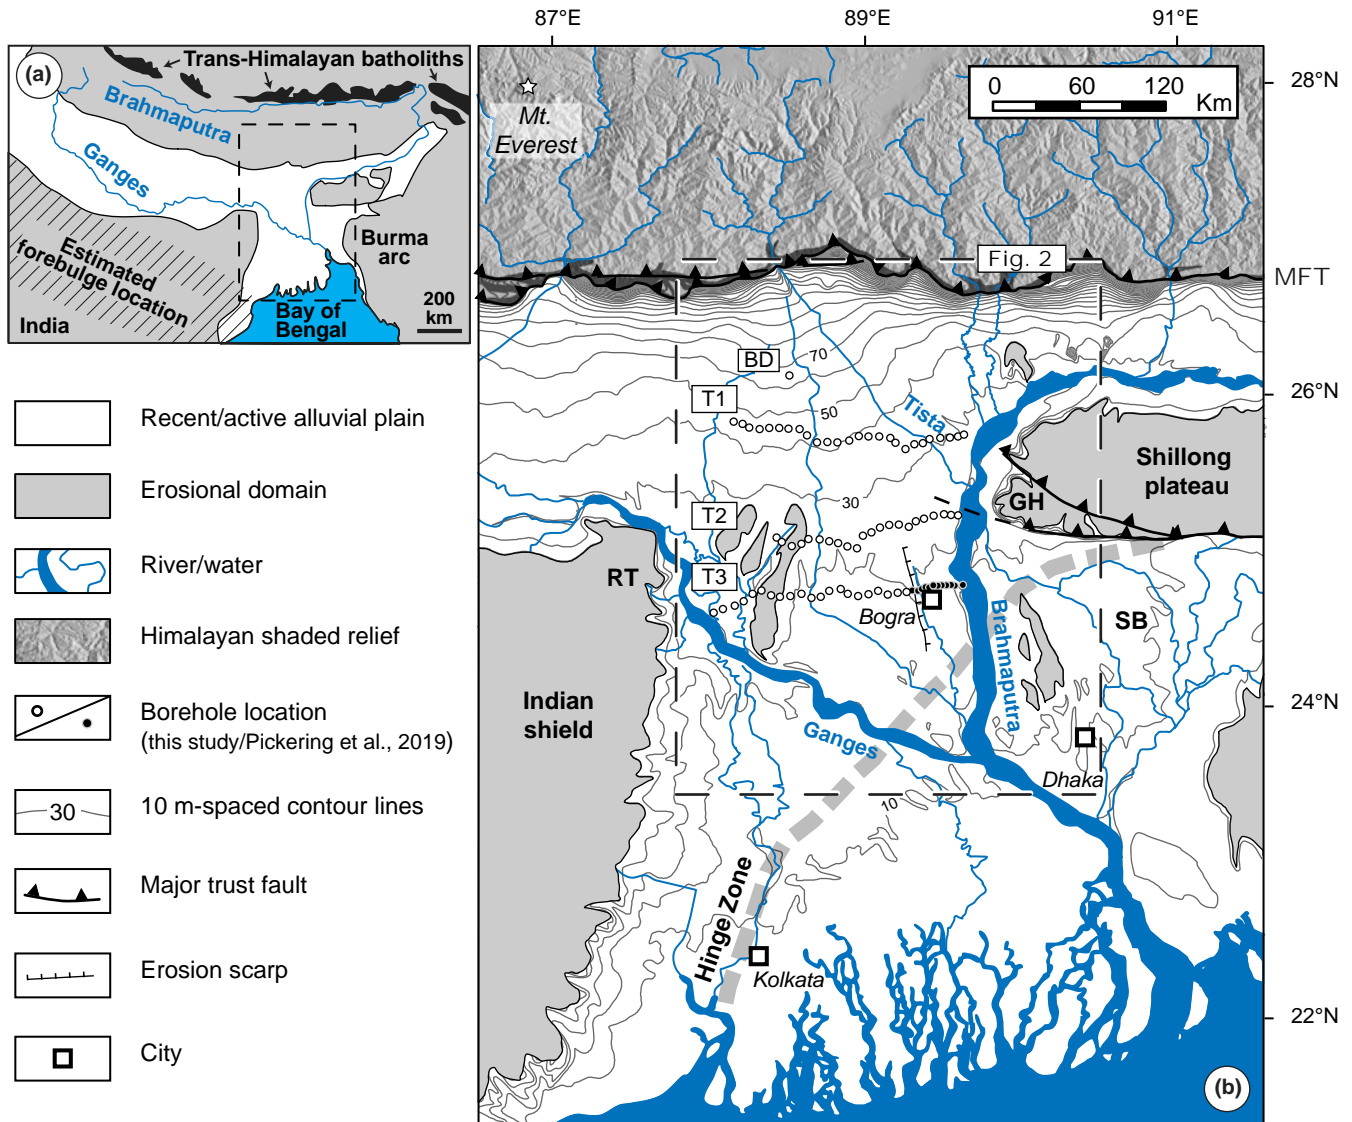 87°E
89°E
91°E
(a)
Trans-Himalayan batholiths
Brahmaputra
Ganges
Estimated
forebulge location
Burma
arc
India
Bay of
Bengal
200
km
Recent/active alluvial plain
Erosional domain
River/water
Himalayan shaded relief
Borehole location
(this study/Pickering et al., 2019)
30
10 m-spaced contour lines
Major trust fault
Erosion scarp
City
0 60 120
Km
28°N
Mt.
Everest
Fig. 2
MFT
BD
70
26°N
T1
50
Tista
Shillong
plateau
30
GH
T2
RT
T3
Bogra
Brahmaputra
SB
Indian
shield
24°N
Ganges
Dhaka
10
Hinge Zone
Kolkata
22°N
(b)